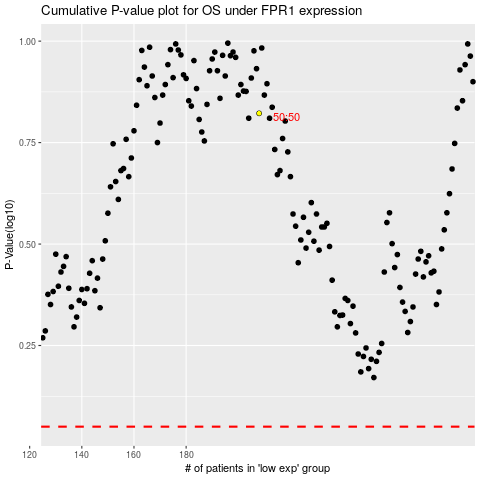 Cumulative P-value plot for OS under FPR1 expression
P-Value(log10)
1.00
0.75
0.50
0.25
50:50
120 140 160 180
# of patients in 'low exp' group